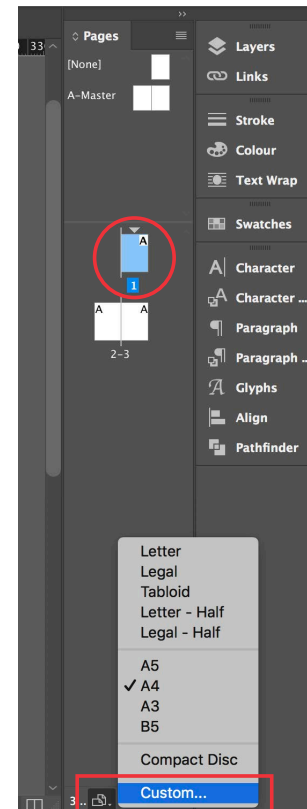 Pages
[None]
A-Master
33
A
1
A A
2-3
Layers
Links
Stroke
Colour
Text Wrap
Swatches
Character
Character ...
Paragraph
Paragraph ..
Glyphs
Align
Pathfinder
Letter
Legal
Tabloid
Letter - Half
Legal - Half
A5
✓ A4
A3
B5
Compact Disc
Custom...
3...